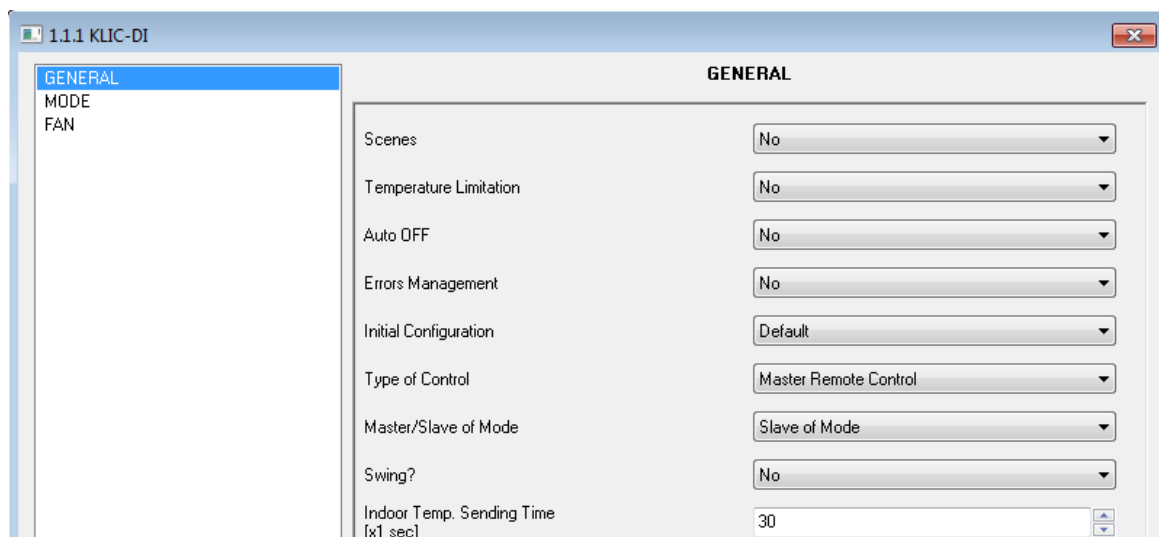 1.1.1 KLIC-DI
GENERAL
MODE
FAN
GENERAL
Scenes No
Temperature Limitation No
Auto OFF No
Errors Management No
Initial Configuration Default
Type of Control Master Remote Control
Master/Slave of Mode Slave of Mode
Swing? No
Indoor Temp. Sending Time 30
[x1 sec]